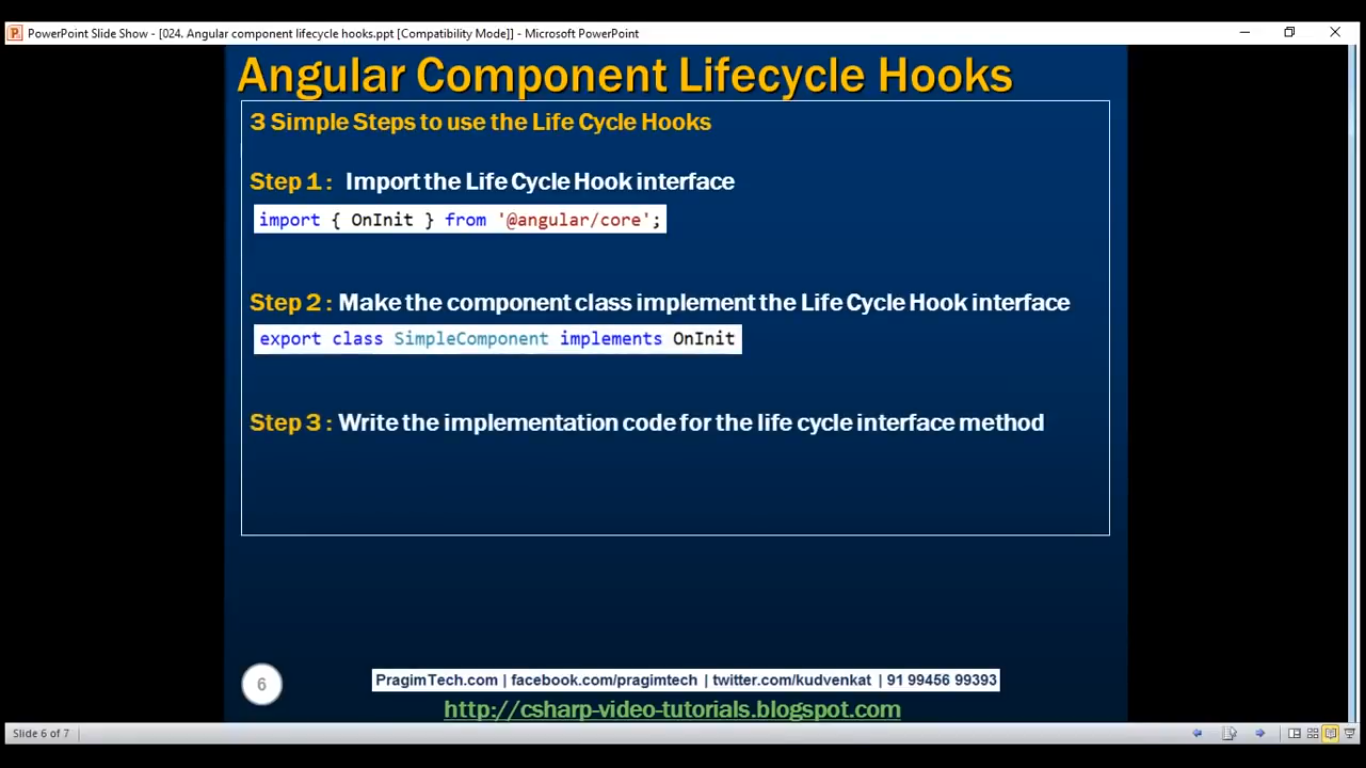 PowerPoint Slide Show - [024. Angular component lifecycle hooks.ppt [Compatibility Mode]] - Microsoft PowerPoint
Angular Component Lifecycle Hooks
3 Simple Steps to use the Life Cycle Hooks
Step 1 : Import the Life Cycle Hook interface
import { OnInit } from '@angular/core';
Step 2 : Make the component class implement the Life Cycle Hook interface
export class SimpleComponent implements OnInit
Step 3 : Write the implementation code for the life cycle interface method
6
PragimTech.com | facebook.com/pragimtech | twitter.com/kudvenkat | 91 99456 99393
http://csharp-video-tutorials.blogspot.com
Slide 6 of 7